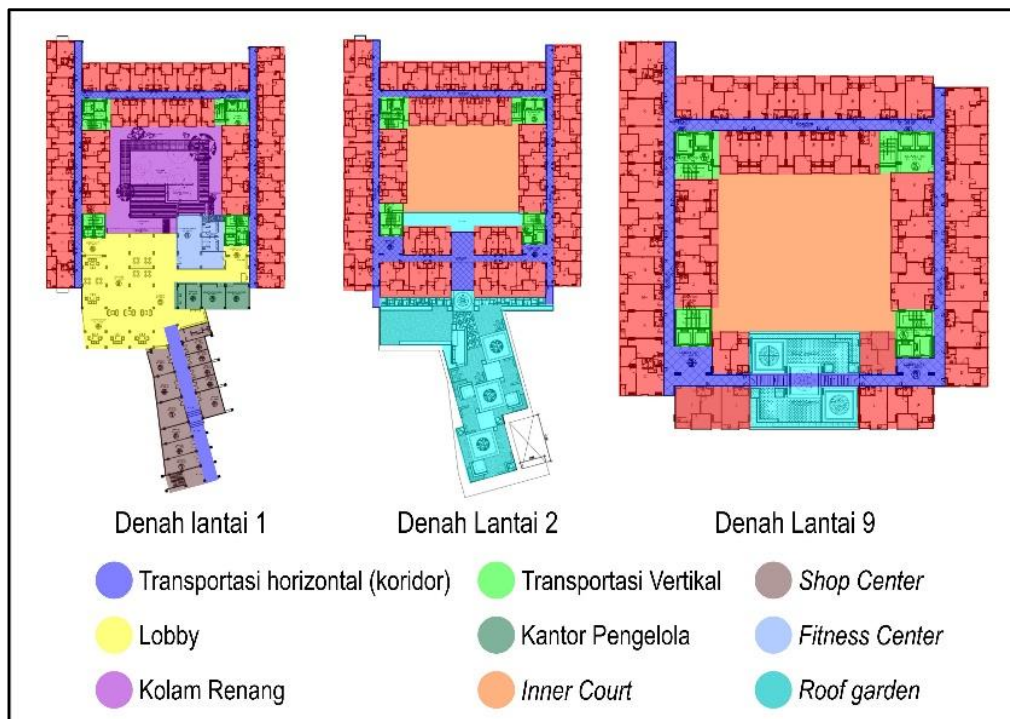 Denah lantai 1
Denah Lantai 2
Denah Lantai 9
Transportasi horizontal (koridor)
Transportasi Vertikal
Shop Center
Lobby
Kantor Pengelola
Fitness Center
Kolam Renang
Inner Court
Roof garden